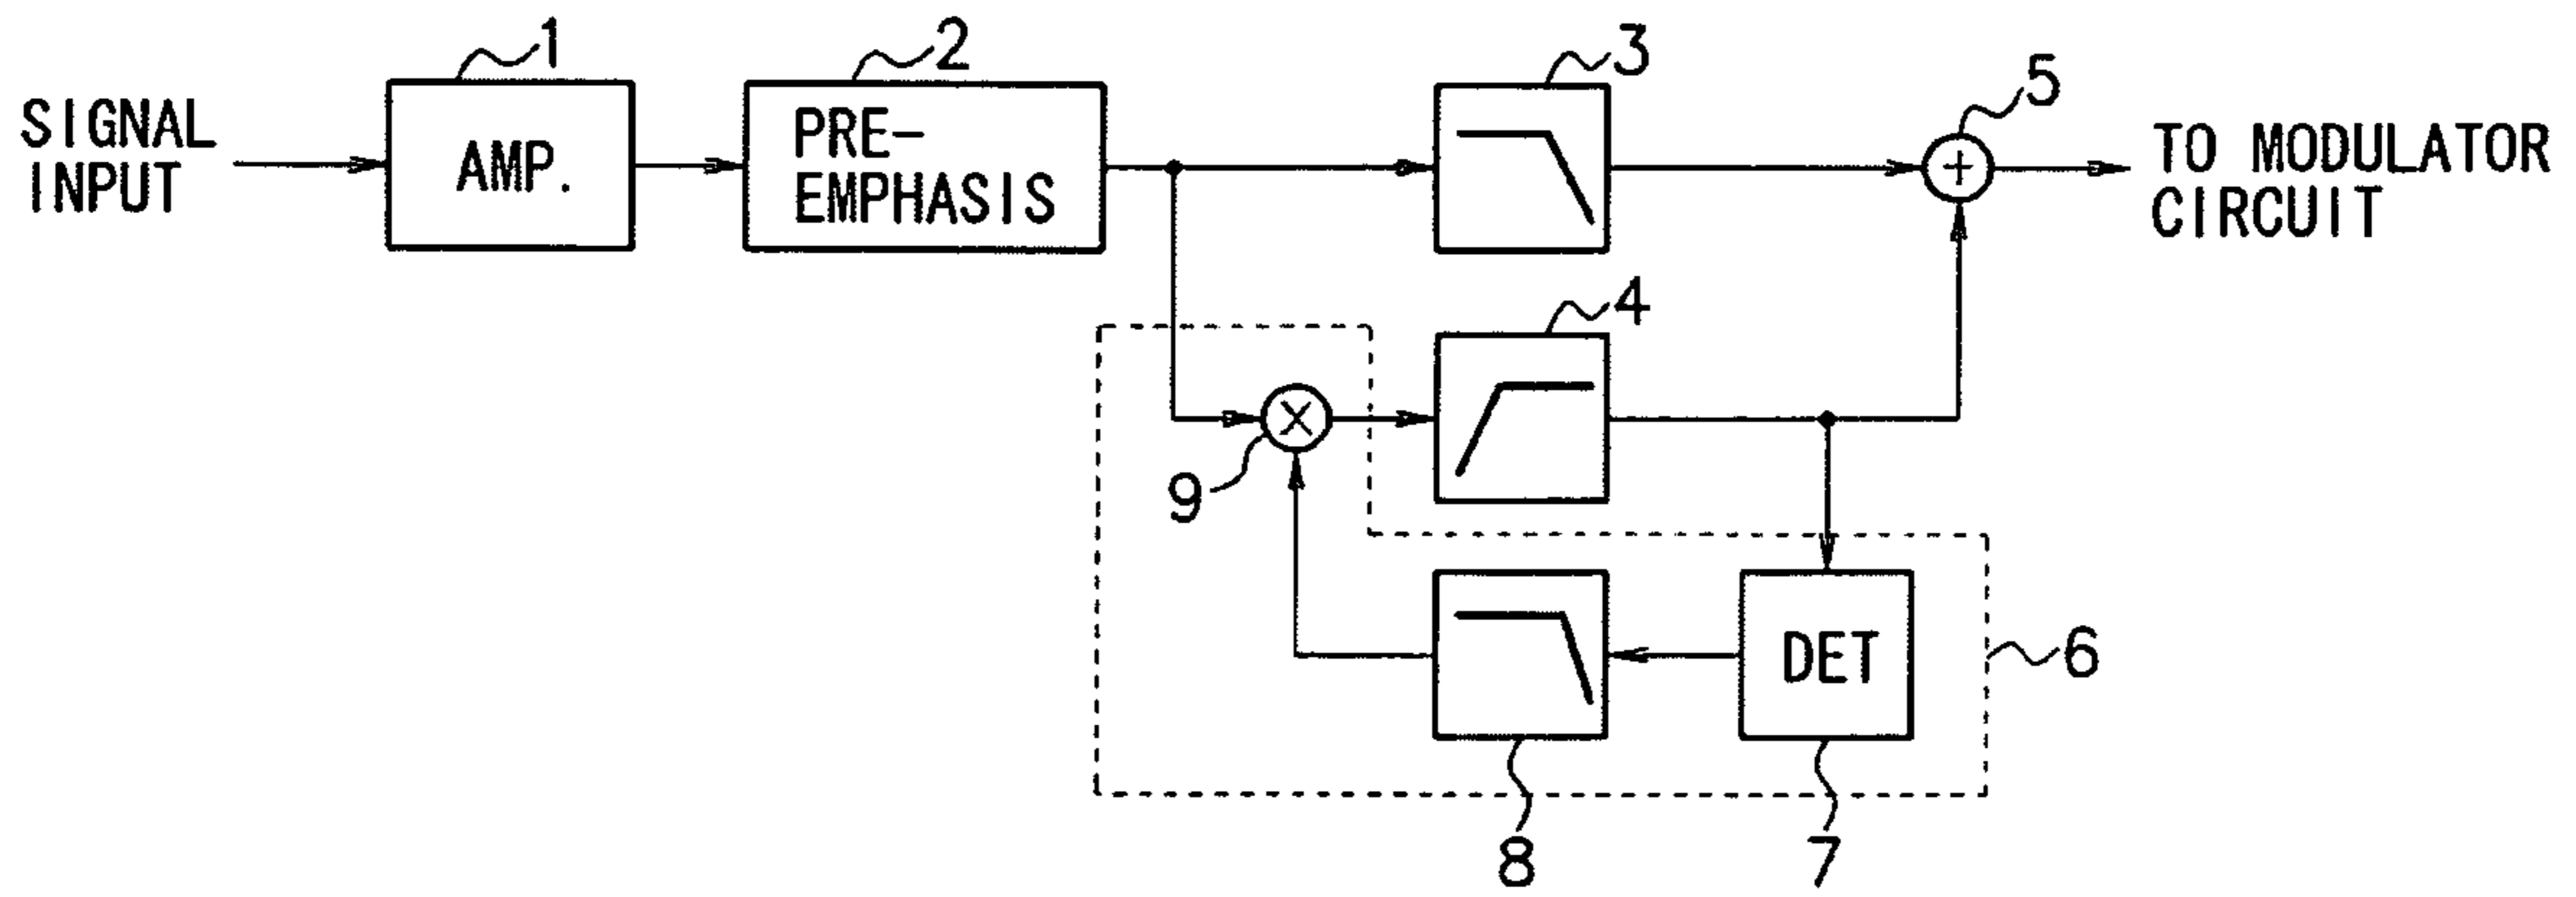 1
2
3
5
SIGNAL
INPUT
AMP.
PRE-
EMPHASIS
+
TO MODULATOR
CIRCUIT
4
9
×
DET
6
8
7